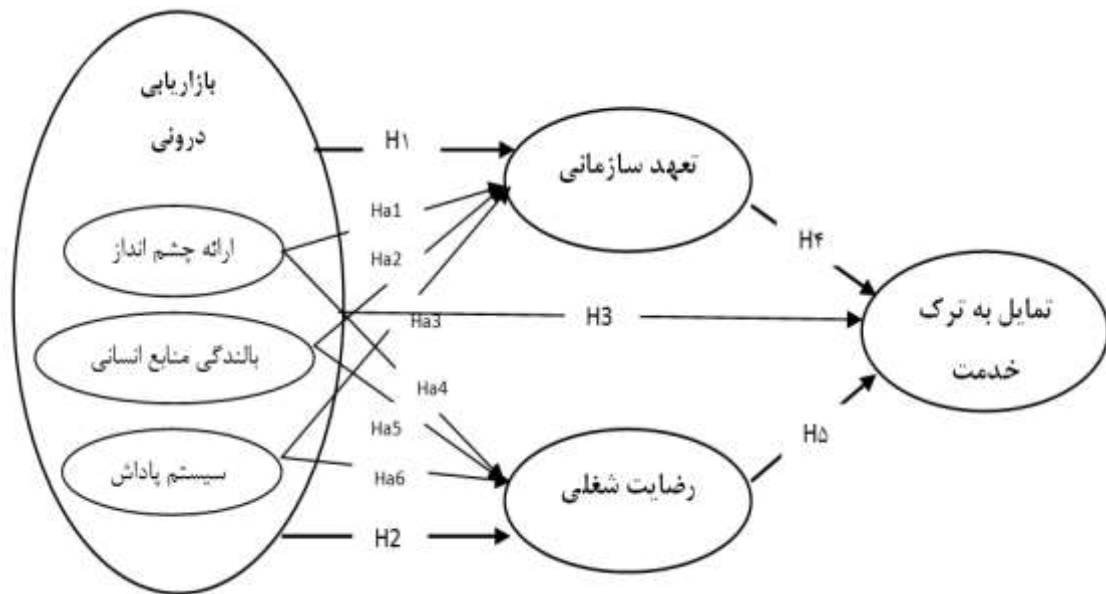 بازاریابی
درونی
ارائه چشم انداز
بالندگی منابع انسانی
سیستم پاداش
H۱
Ha1
Ha2
Ha3
H3
Ha4
Ha5
Ha6
H2
تعهد سازمانی
رضایت شغلی
H۴
H۵
تمایل به ترک
خدمت